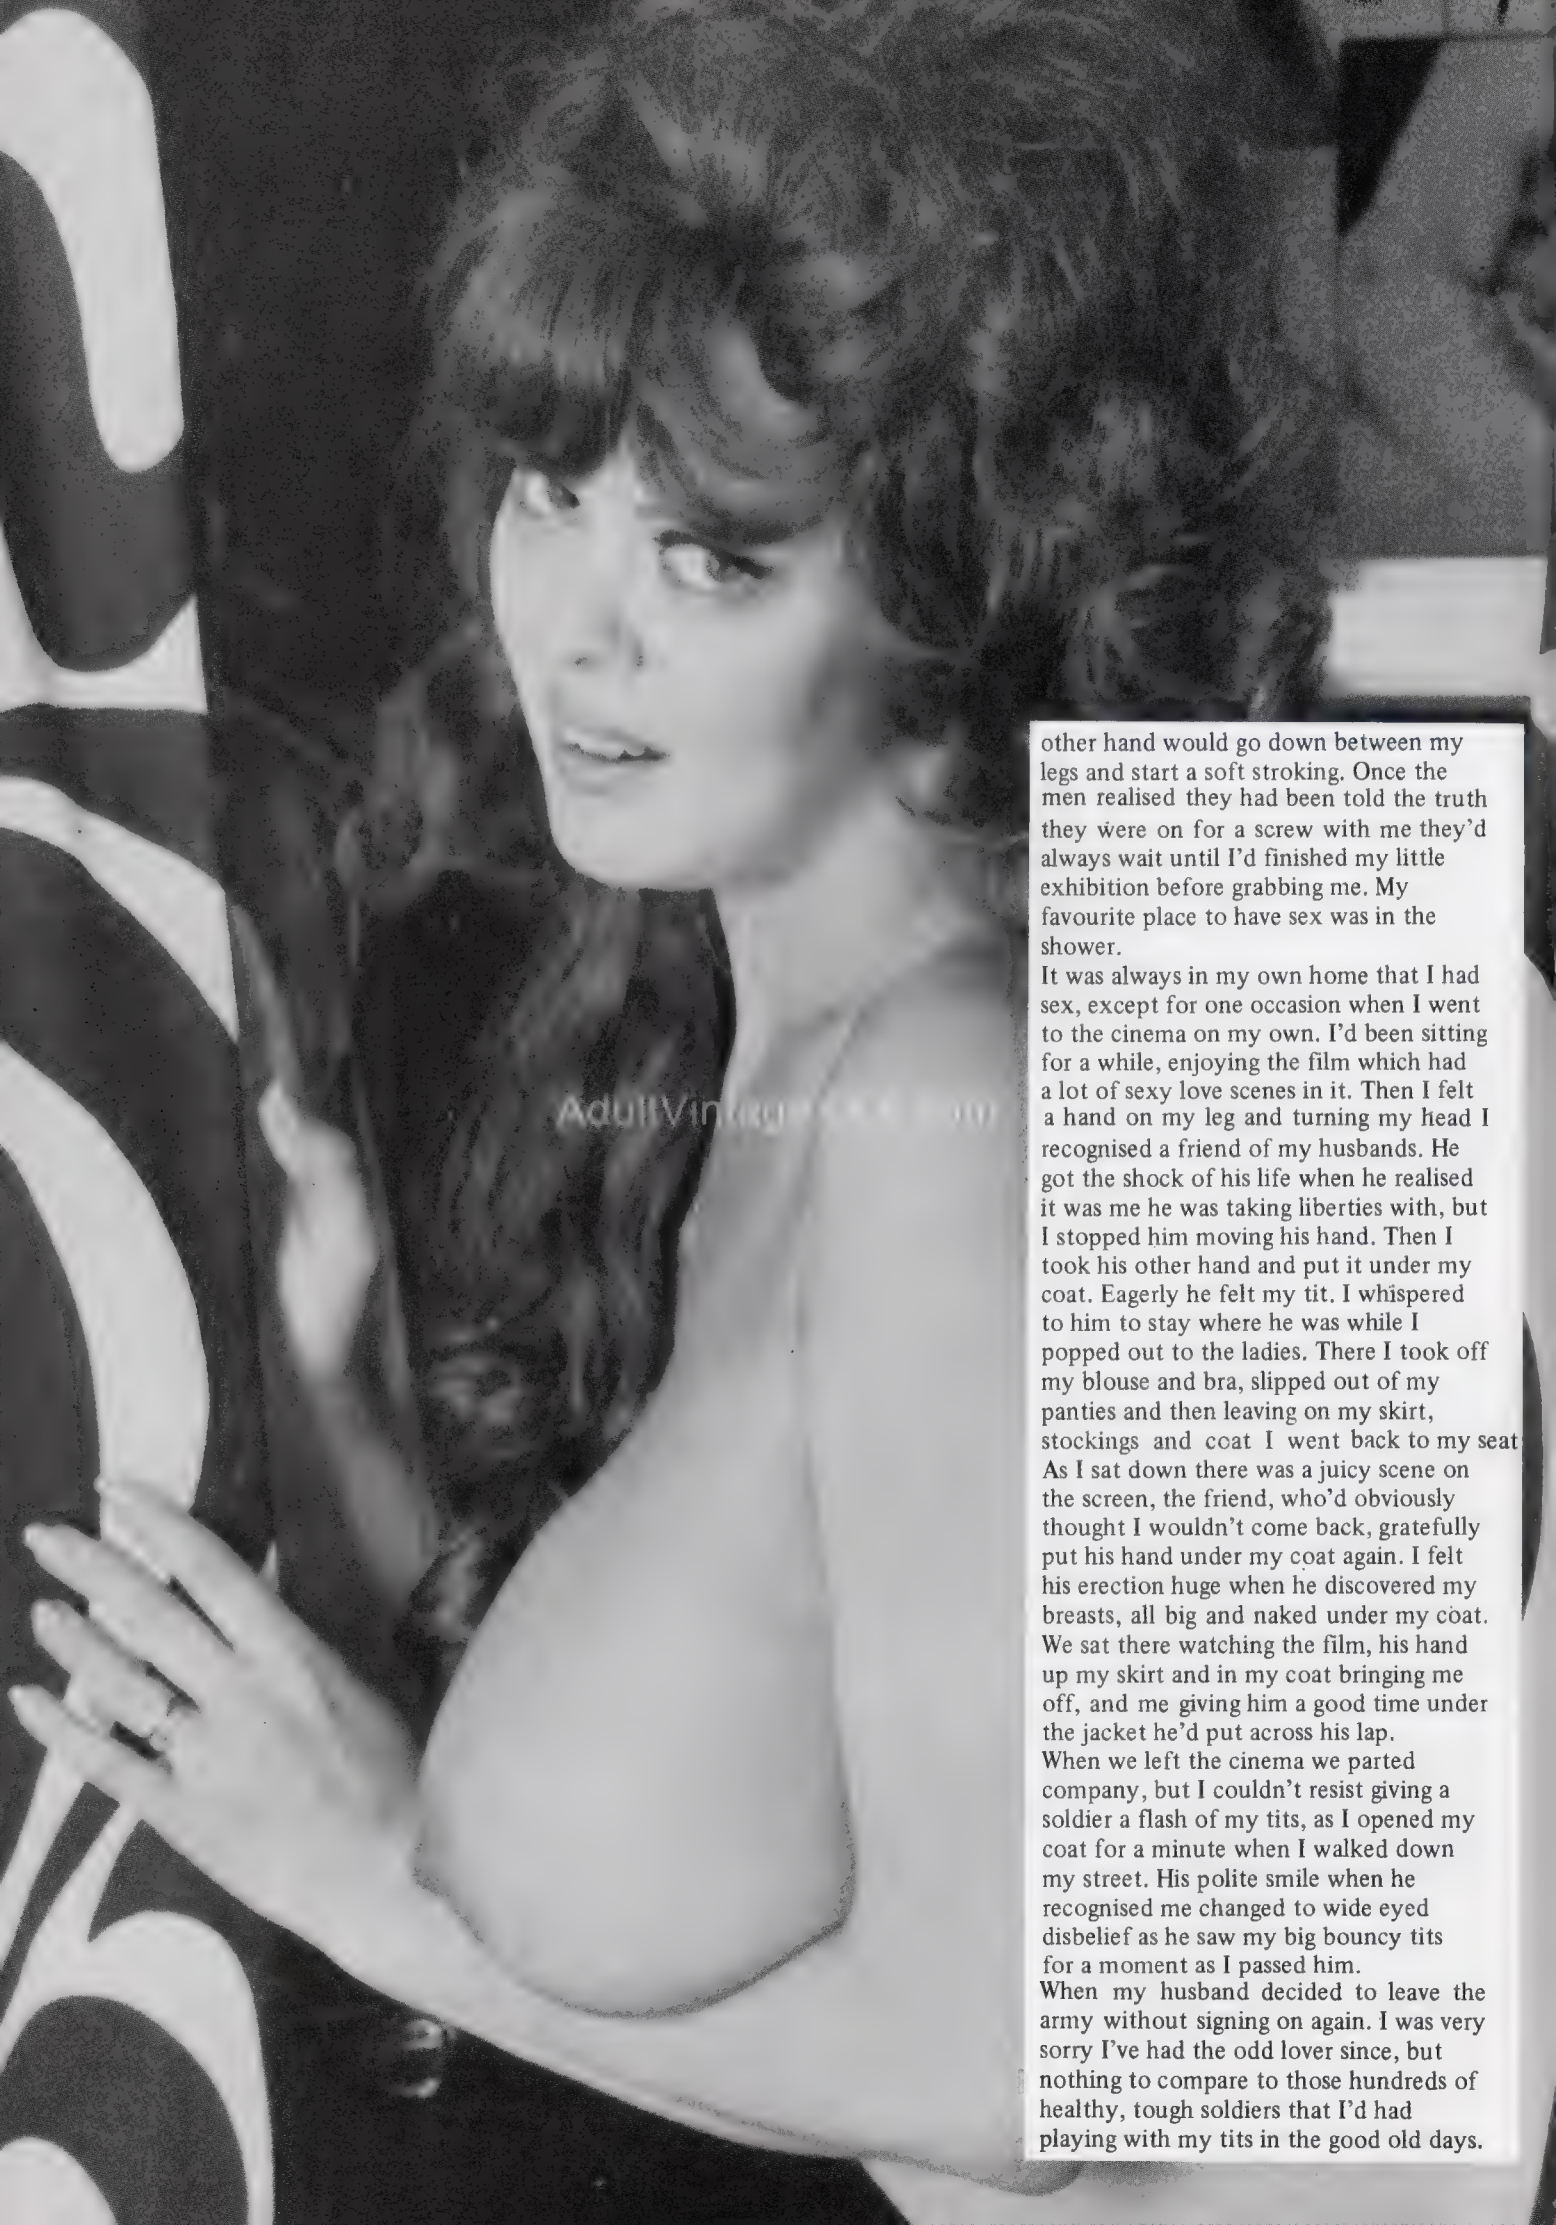 other hand would go down between my
legs and start a soft stroking. Once the
men realised they had been told the truth
they were on for a screw with me they'd
always wait until I'd finished my little
exhibition before grabbing me. My
favourite place to have sex was in the
shower.
It was always in my own home that I had
sex, except for one occasion when I went
to the cinema on my own. I'd been sitting
for a while, enjoying the film which had
a lot of sexy love scenes in it. Then I felt
a hand on my leg and turning my head I
recognised a friend of my husbands. He
got the shock of his life when he realised
it was me he was taking liberties with, but
I stopped him moving his hand. Then I
took his other hand and put it under my
coat. Eagerly he felt my tit. I whispered
to him to stay where he was while I
popped out to the ladies. There I took off
my blouse and bra, slipped out of my
panties and then leaving on my skirt,
stockings and coat I went back to my seat
As I sat down there was a juicy scene on
the screen, the friend, who'd obviously
thought I wouldn't come back, gratefully
put his hand under my coat again. I felt
his erection huge when he discovered my
breasts, all big and naked under my coat.
We sat there watching the film, his hand
up my skirt and in my coat bringing me
off, and me giving him a good time under
the jacket he'd put across his lap.
When we left the cinema we parted
company, but I couldn't resist giving a
soldier a flash of my tits, as I opened my
coat for a minute when I walked down
my street. His polite smile when he
recognised me changed to wide eyed
disbelief as he saw my big bouncy tits
for a moment as I passed him.
When my husband decided to leave the
army without signing on again. I was very
sorry I've had the odd lover since, but
nothing to compare to those hundreds of
healthy, tough soldiers that I'd had
playing with my tits in the good old days.